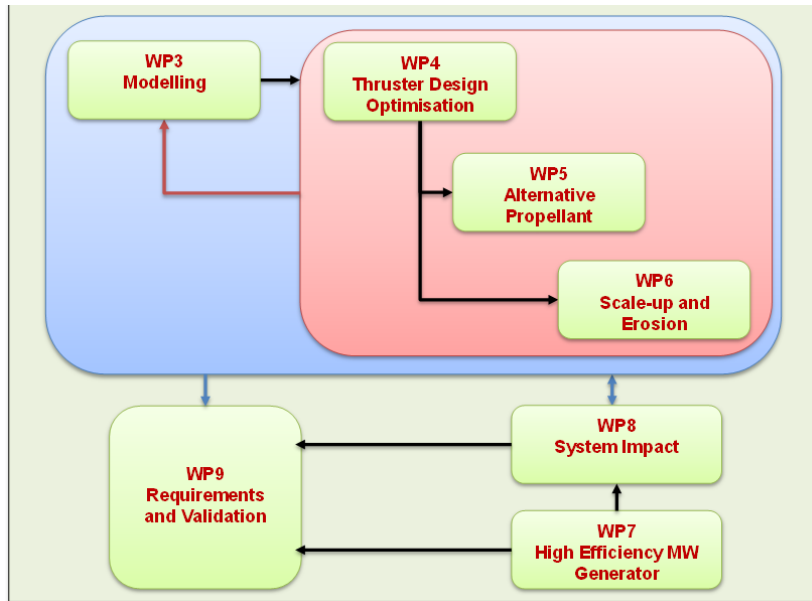 WP3
Modelling
WP4
Thruster Design
Optimisation
WP5
Alternative
Propellant
WP6
Scale-up and
Erosion
WP8
System Impact
WP9
Requirements
and Validation
WP7
High Efficiency MW
Generator